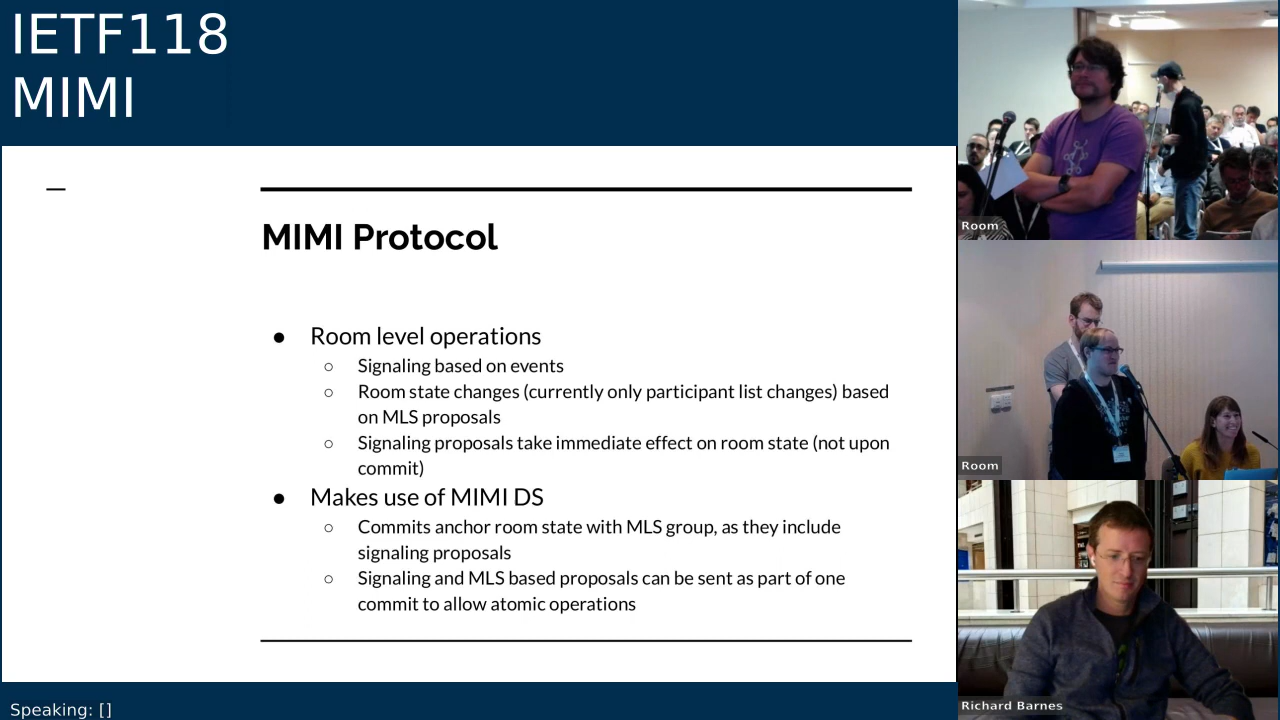 IETF118
MIMI
MIMI Protocol
● Room level operations
○ Signaling based on events
○ Room state changes (currently only participant list changes) based
on MLS proposals
○ Signaling proposals take immediate effect on room state (not upon
commit)
● Makes use of MIMI DS
○ Commits anchor room state with MLS group, as they include
signaling proposals
○ Signaling and MLS based proposals can be sent as part of one
commit to allow atomic operations
Speaking: []
Room
Room
Richard Barnes